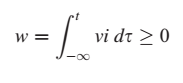 w = ∫_{-∞}^{t} vi dτ ≥ 0